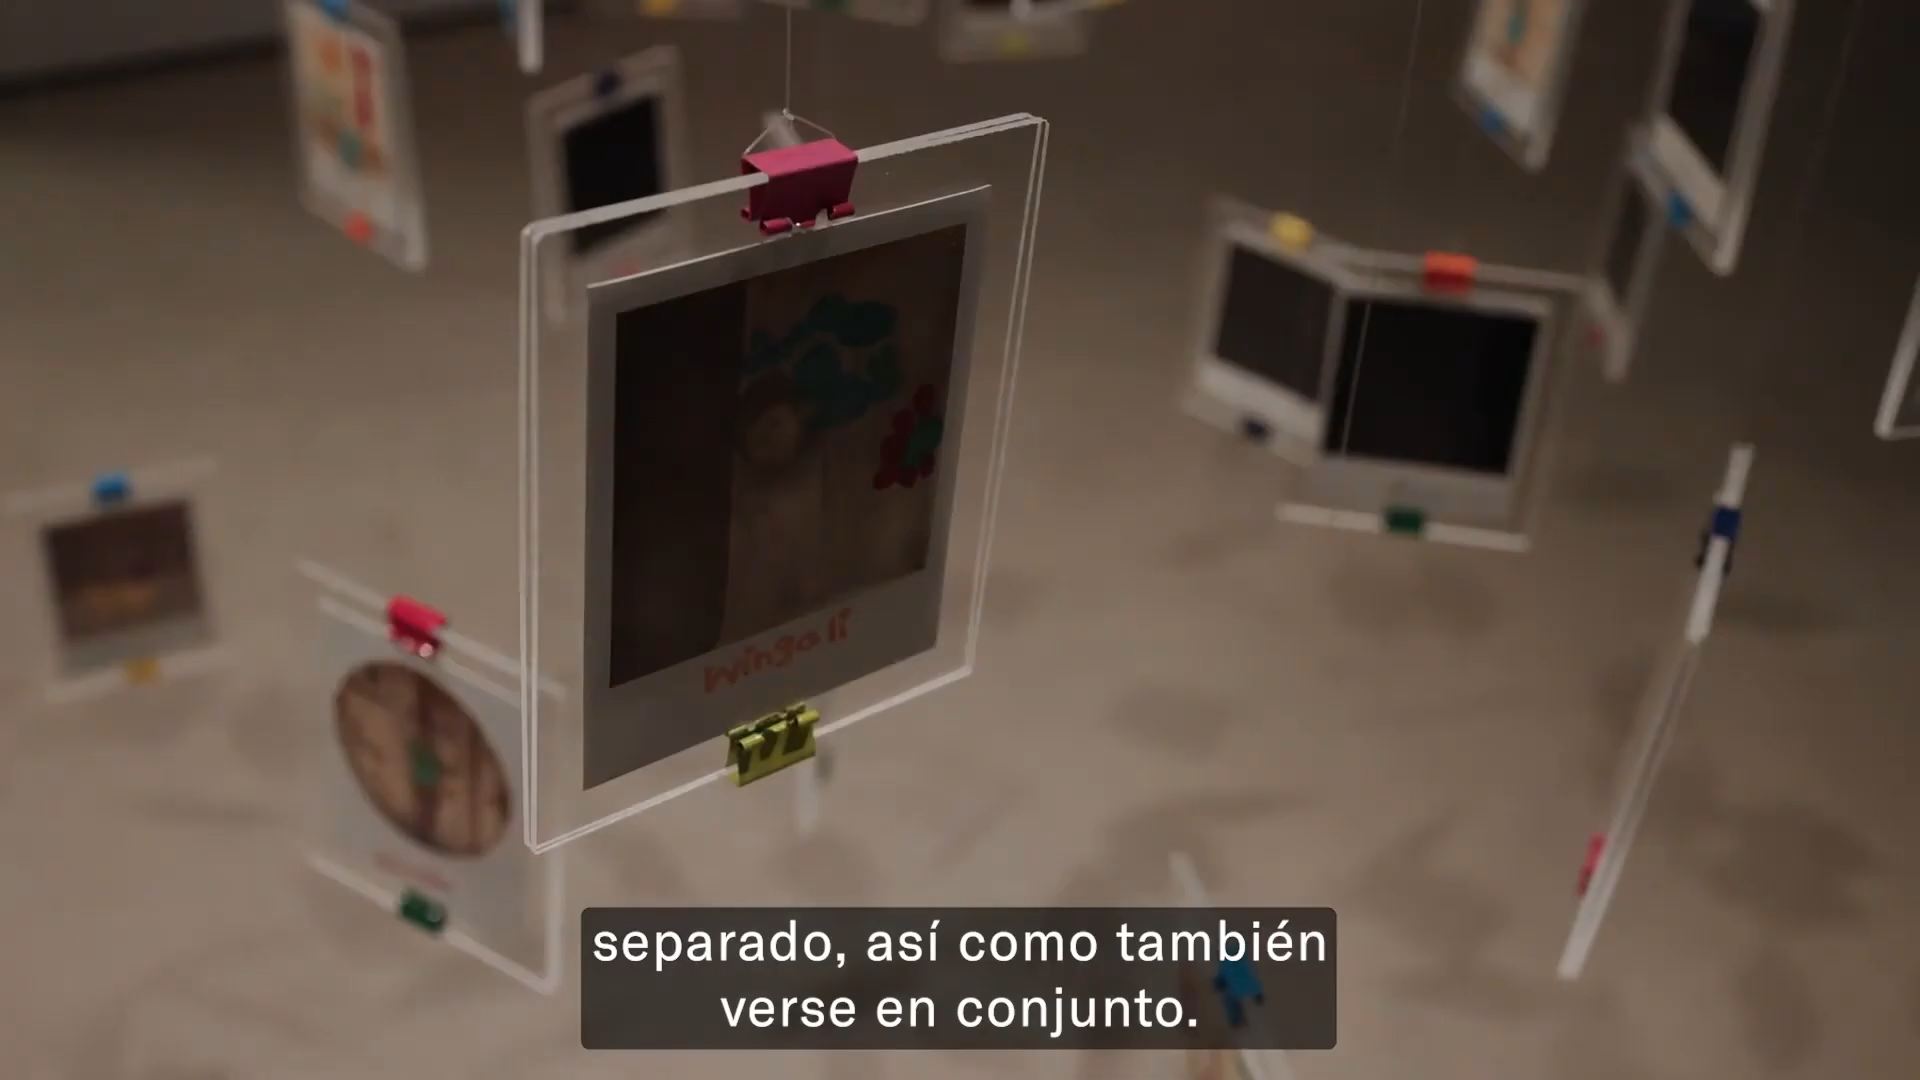 separado, así como también
verse en conjunto.